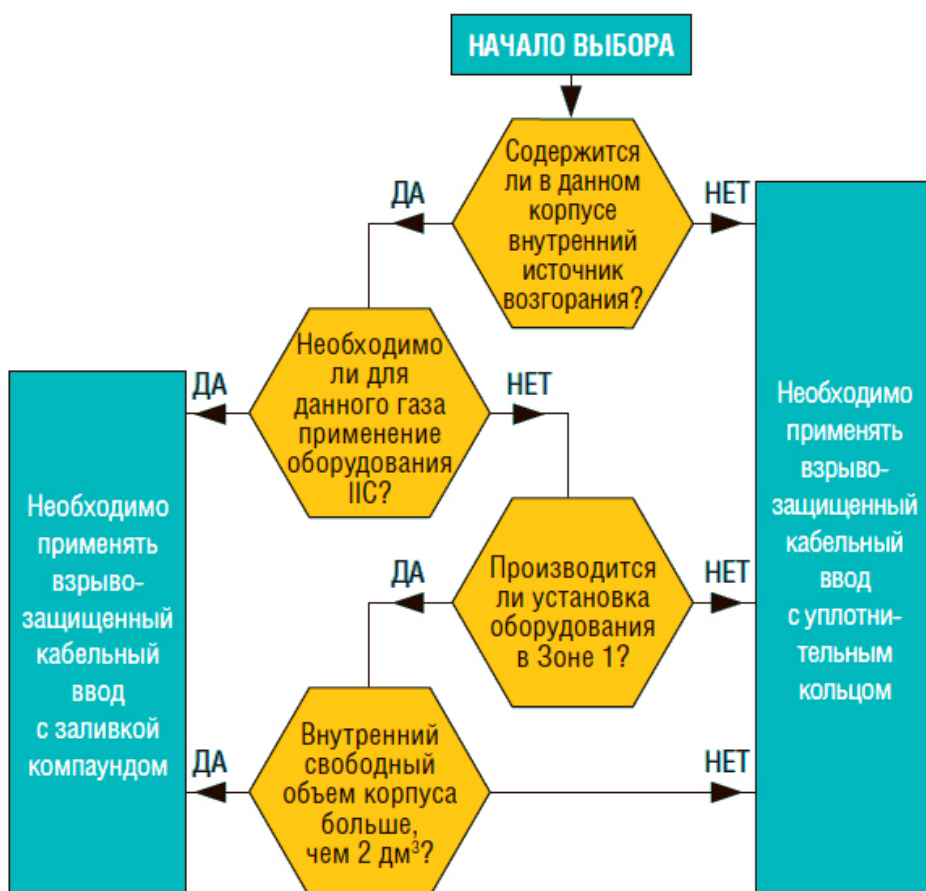 НАЧАЛО ВЫБОРА
Содержится
ли в данном
корпусе
внутренний
источник
возгорания?
ДА
НЕТ
Необходимо
ли для
данного газа
применение
оборудования
IIC?
ДА
НЕТ
Производится
ли установка
оборудования
в Зоне 1?
ДА
НЕТ
Внутренний
свободный
объем корпуса
больше,
чем 2 дм³?
ДА
НЕТ
Необходимо
применять
взрыво-
защищенный
кабельный
ввод
с заливкой
компаундом
Необходимо
применять
взрыво-
защищенный
кабельный
ввод
с уплотни-
тельным
кольцом